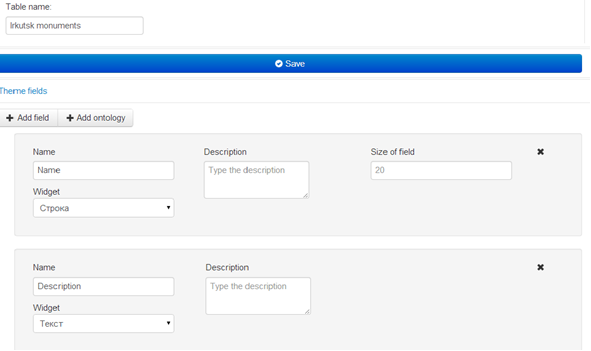 Table name:
Irkutsk monuments
Save
Theme fields
Add field Add ontology
Name Description Size of field
Name Type the description 20
Widget
Строка
Name Description
Description Type the description
Widget
Текст